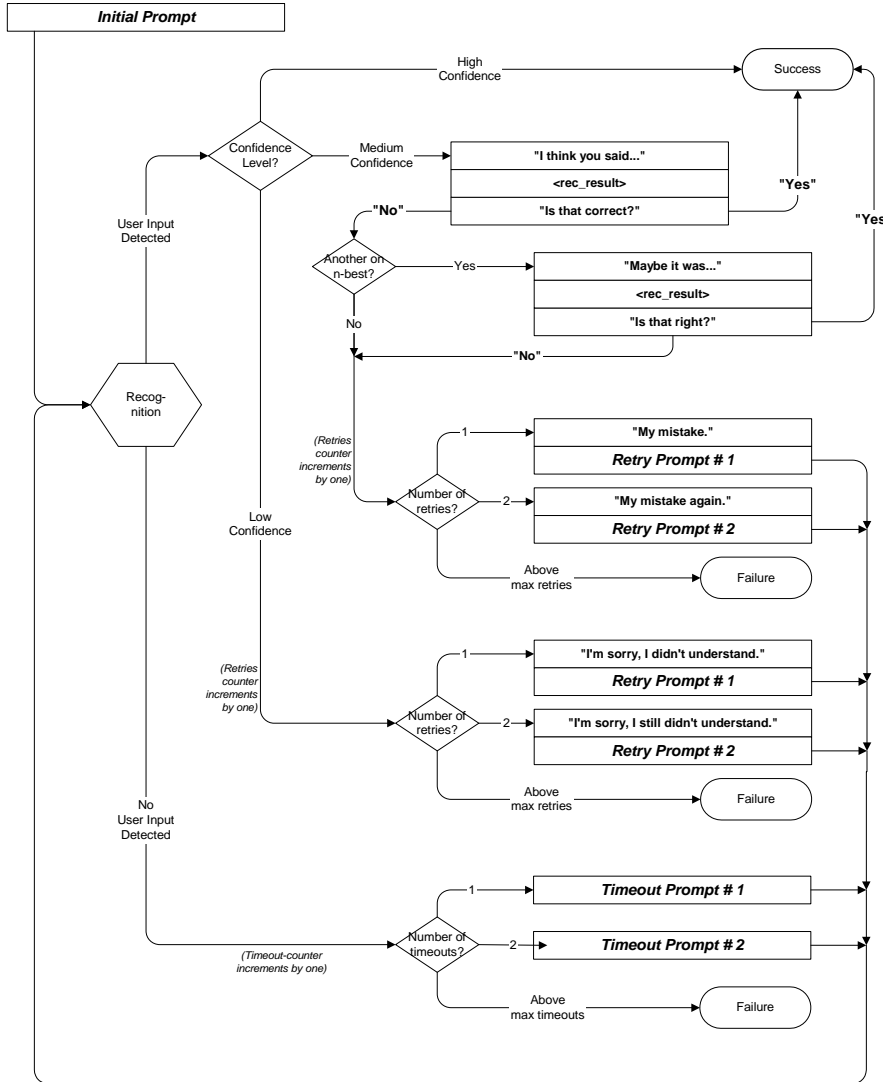 Initial Prompt
High
Confidence
Success
Confidence
Level?
Medium
Confidence
"I think you said..."
<rec_result>
"Is that correct?"
"Yes"
"Yes
"No"
User Input
Detected
Another on
n-best?
Yes
"Maybe it was..."
<rec_result>
"Is that right?"
No
"No"
Recog-
nition
(Retries
counter
increments
by one)
Number of
retries?
1
"My mistake."
Retry Prompt # 1
2
"My mistake again."
Retry Prompt # 2
Above
max retries
Failure
Low
Confidence
(Retries
counter
increments
by one)
Number of
retries?
1
"I'm sorry, I didn't understand."
Retry Prompt # 1
2
"I'm sorry, I still didn't understand."
Retry Prompt # 2
Above
max retries
Failure
No
User Input
Detected
(Timeout-counter
increments by one)
Number of
timeouts?
1
Timeout Prompt # 1
2
Timeout Prompt # 2
Above
max timeouts
Failure